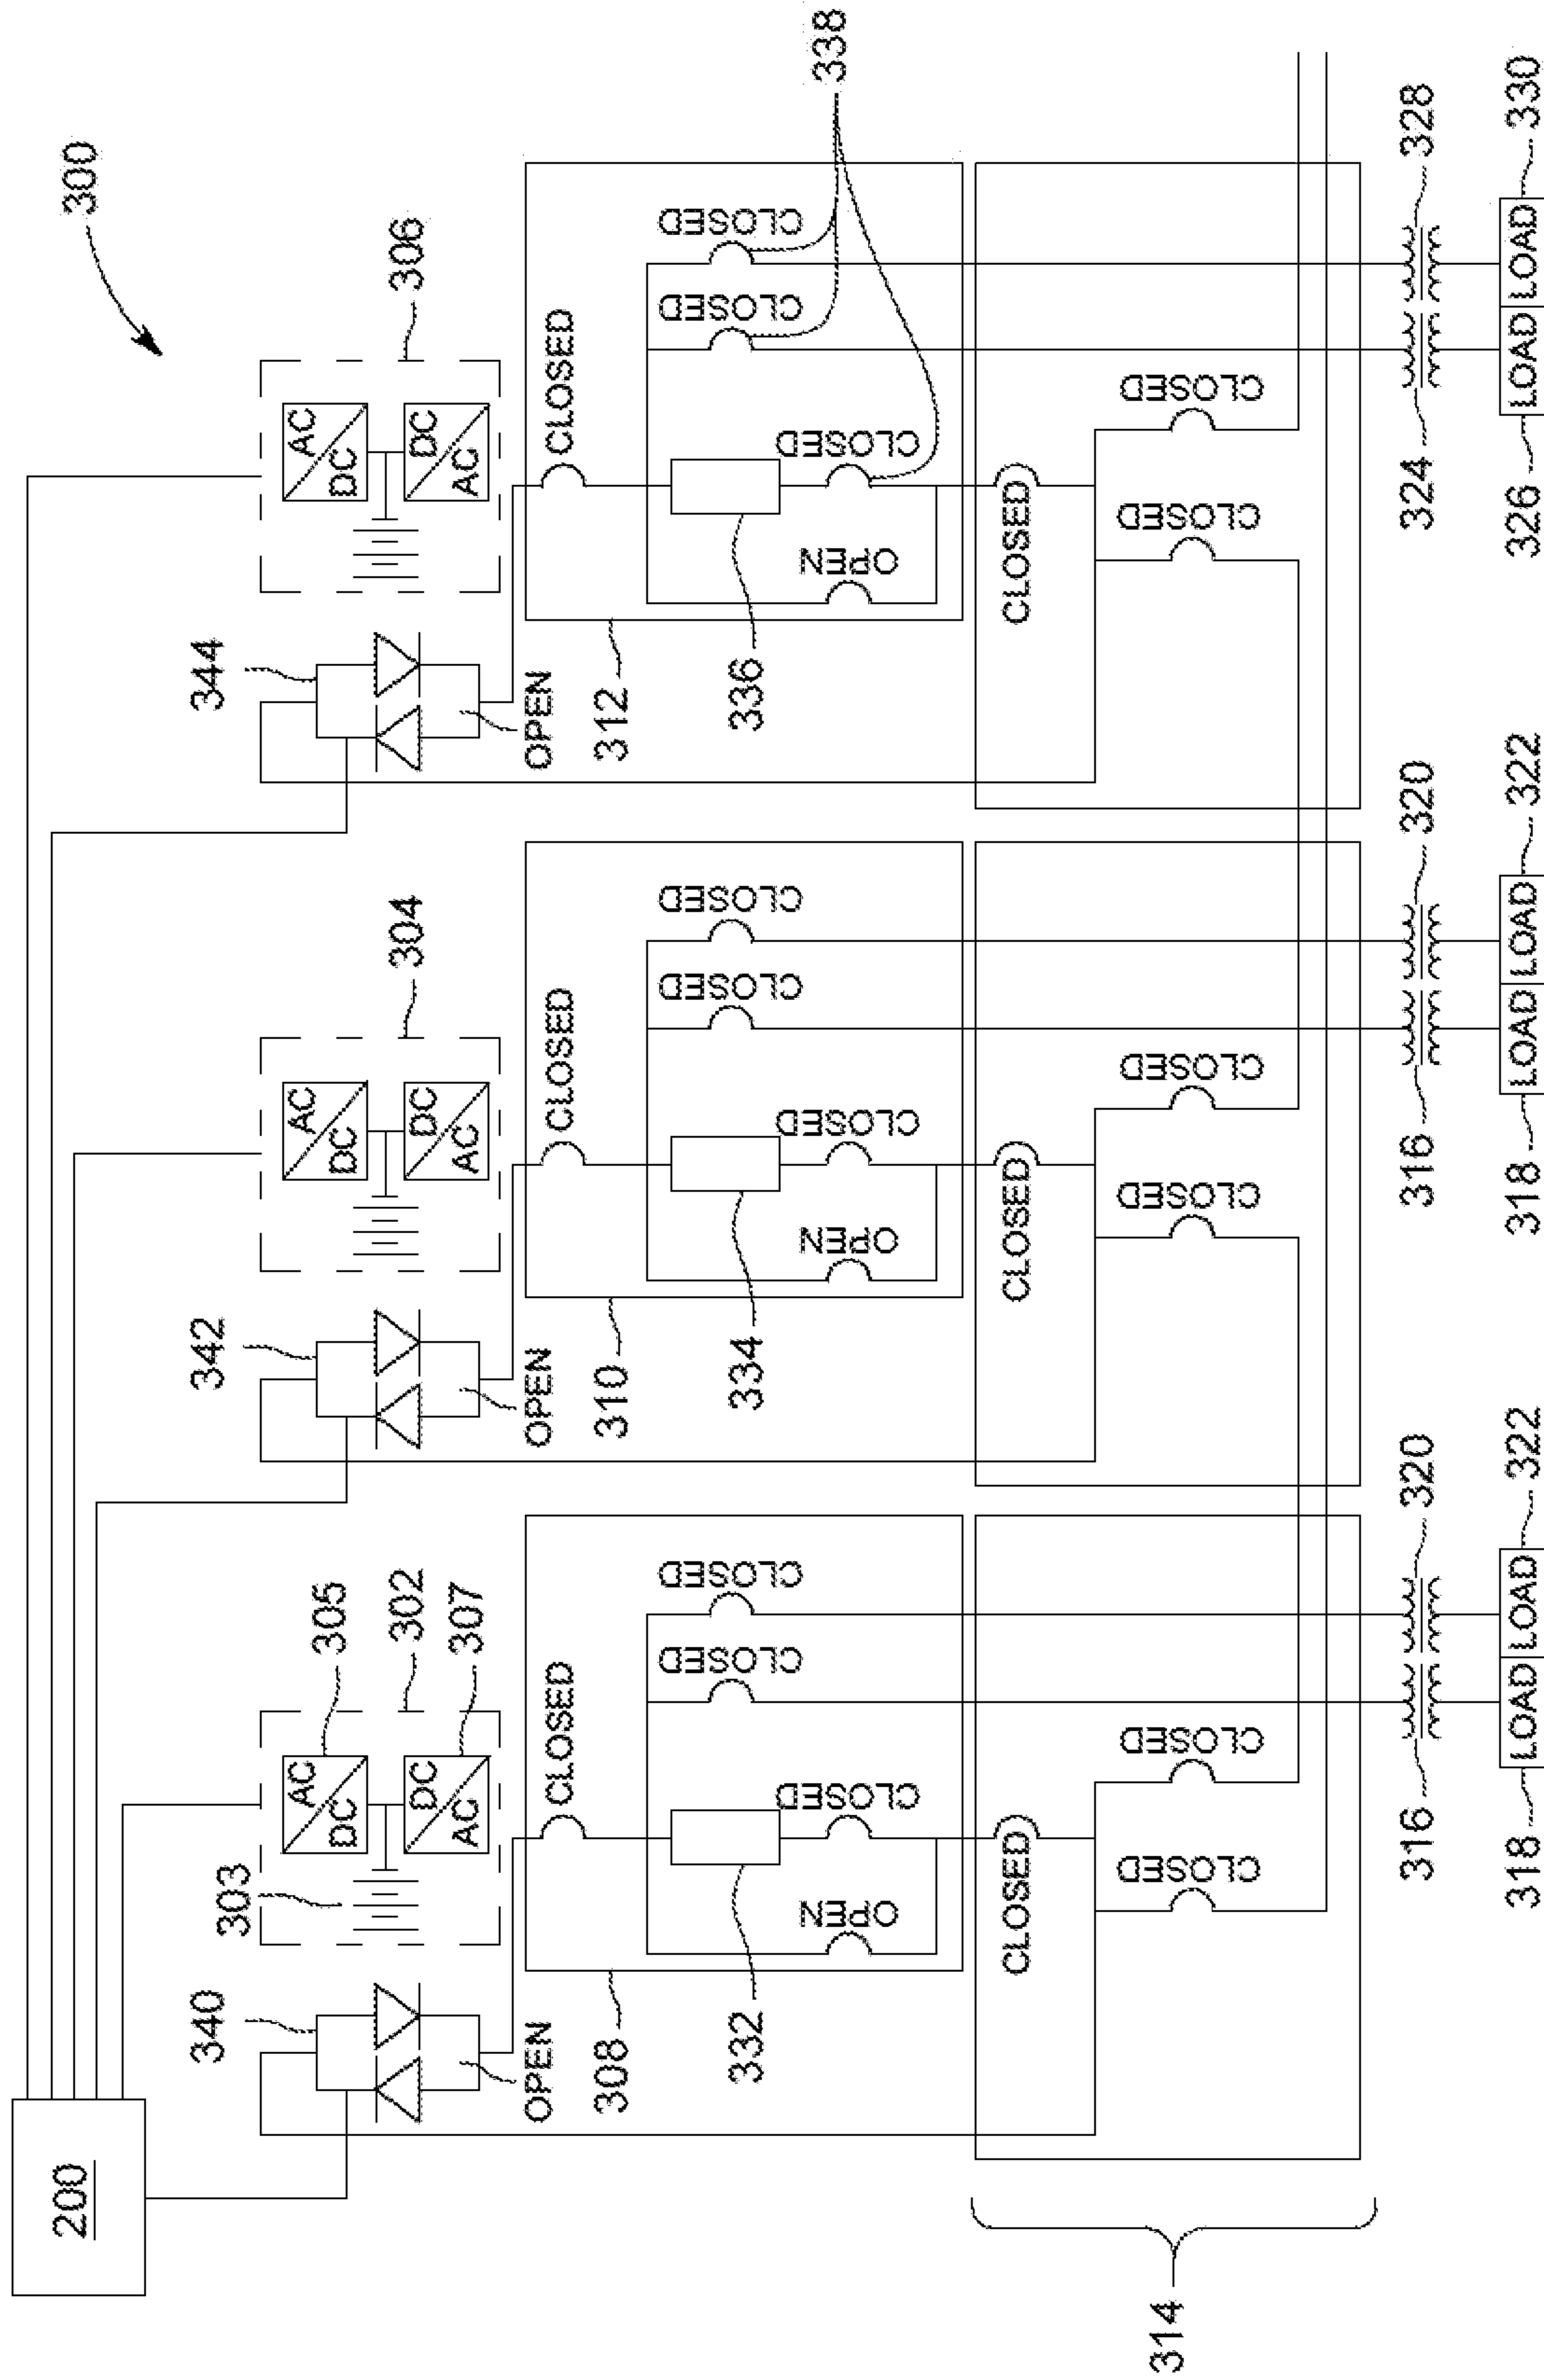 300
200
340
303
305
302
307
342
304
344
306
AC
DC
DC
AC
AC
DC
DC
AC
AC
DC
DC
AC
OPEN
OPEN
OPEN
308
CLOSED
CLOSED
CLOSED
310
CLOSED
CLOSED
CLOSED
312
CLOSED
CLOSED
CLOSED
338
332
OPEN
CLOSED
334
OPEN
CLOSED
336
OPEN
CLOSED
314
CLOSED
CLOSED
CLOSED
CLOSED
CLOSED
CLOSED
CLOSED
CLOSED
CLOSED
316
320
316
320
324
328
318
LOAD
LOAD
322
318
LOAD
LOAD
322
326
LOAD
LOAD
330